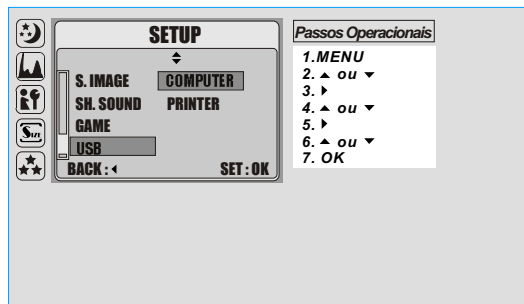 SETUP
S. IMAGE COMPUTER
SH. SOUND PRINTER
GAME
USB
BACK : ◂ SET : OK
Passos Operacionais
1.MENU
2. ▲ ou ▼
3. ▶
4. ▲ ou ▼
5. ▶
6. ▲ ou ▼
7. OK